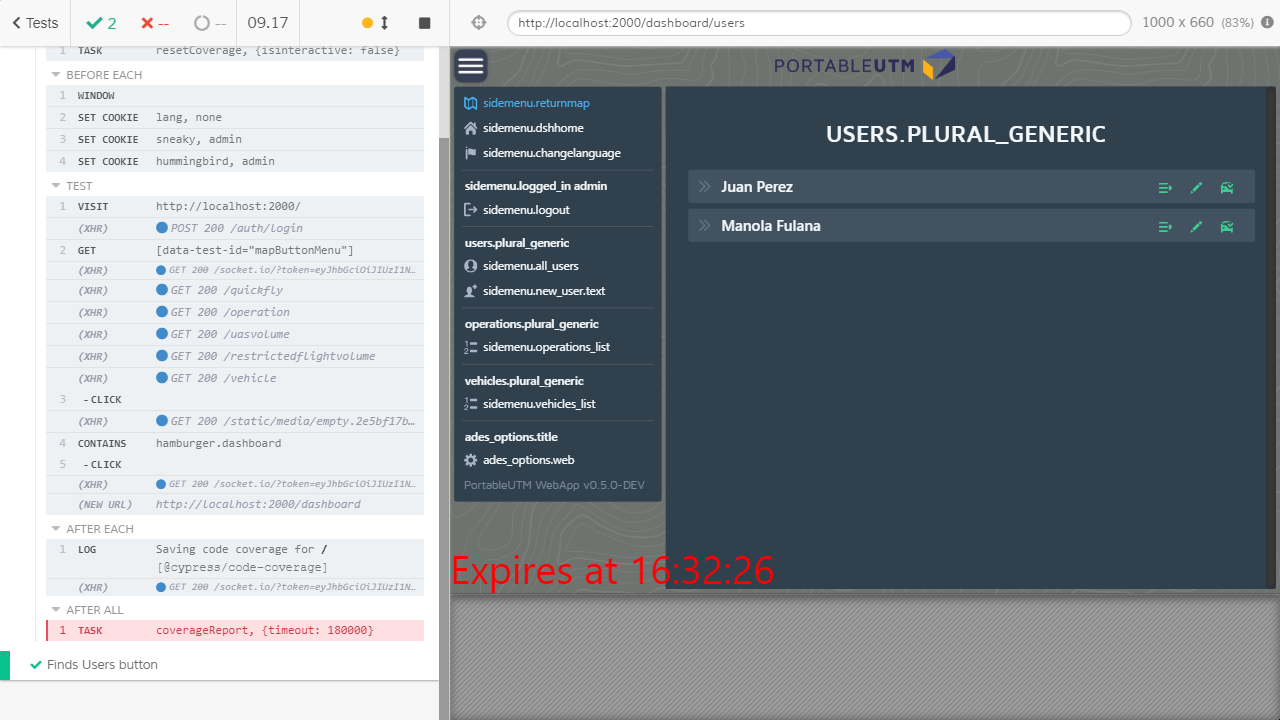 Tests
2
--
--
09.17
http://localhost:2000/dashboard/users
1000 x 660 (83%)
1 TASK resetCoverage, {isinteractive: false}
BEFORE EACH
1 WINDOW
2 SET COOKIE lang, none
3 SET COOKIE sneaky, admin
4 SET COOKIE hummingbird, admin
TEST
1 VISIT http://localhost:2000/
(XHR) POST 200 /auth/login
2 GET [data-test-id="mapButtonMenu"]
(XHR) GET 200 /socket.io/?token=eyJhbGciOiJIUzI1N…
(XHR) GET 200 /quickfly
(XHR) GET 200 /operation
(XHR) GET 200 /uasvolume
(XHR) GET 200 /restrictedflightvolume
(XHR) GET 200 /vehicle
3 -CLICK
(XHR) GET 200 /static/media/empty.2e5bf17b…
4 CONTAINS hamburger.dashboard
5 -CLICK
(XHR) GET 200 /socket.io/?token=eyJhbGciOiJIUzI1N…
(NEW URL) http://localhost:2000/dashboard
AFTER EACH
1 LOG Saving code coverage for /
[@cypress/code-coverage]
(XHR) GET 200 /socket.io/?token=eyJhbGciOiJIUzI1N…
AFTER ALL
1 TASK coverageReport, {timeout: 180000}
Finds Users button
PORTABLEUTM
sidemenu.returnmap
sidemenu.dshhome
sidemenu.changelanguage
sidemenu.logged_in admin
sidemenu.logout
users.plural_generic
sidemenu.all_users
sidemenu.new_user.text
operations.plural_generic
sidemenu.operations_list
vehicles.plural_generic
sidemenu.vehicles_list
ades_options.title
ades_options.web
PortableUTM WebApp v0.5.0-DEV
USERS.PLURAL_GENERIC
Juan Perez
Manola Fulana
Expires at 16:32:26